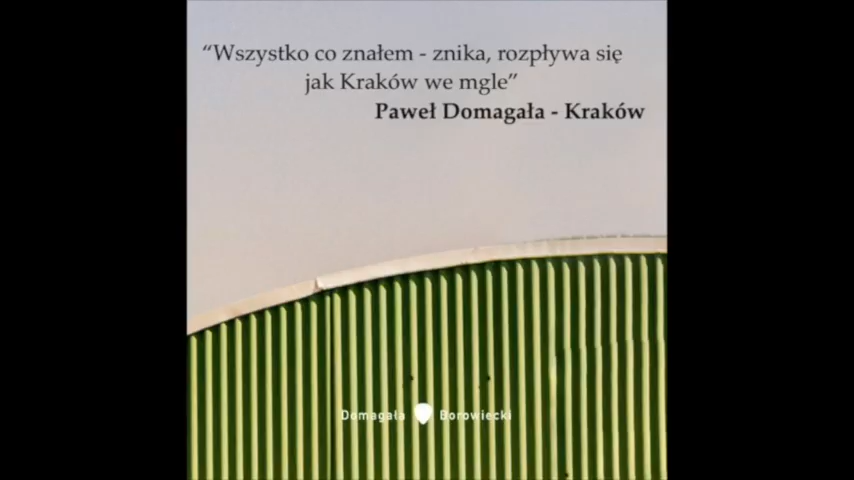 “Wszystko co znałem - znika, rozpływa się
jak Kraków we mgle”
Paweł Domagała - Kraków
Domagała Borowiecki